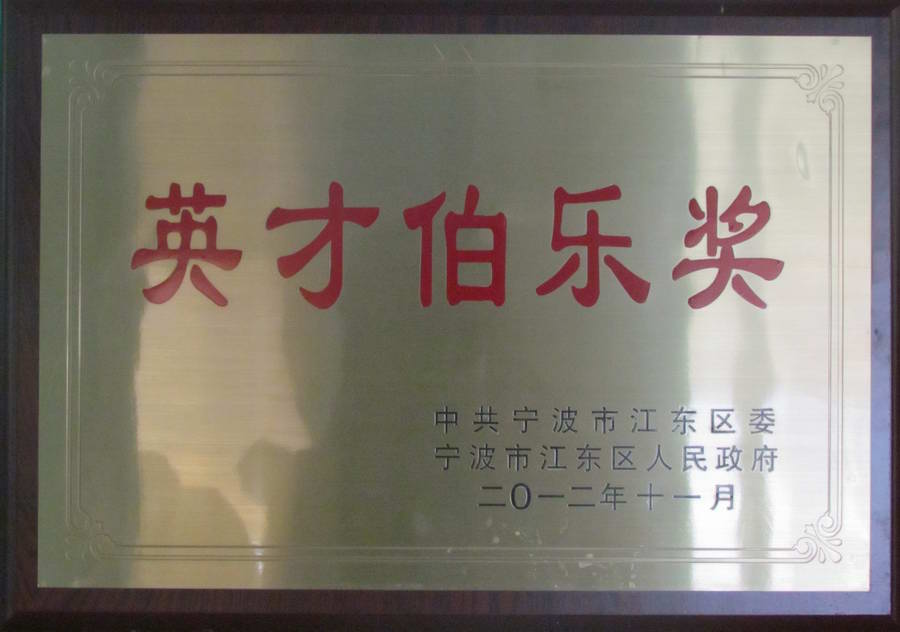 英才伯乐奖
中共宁波市江东区委
宁波市江东区人民政府
二〇一二年十一月